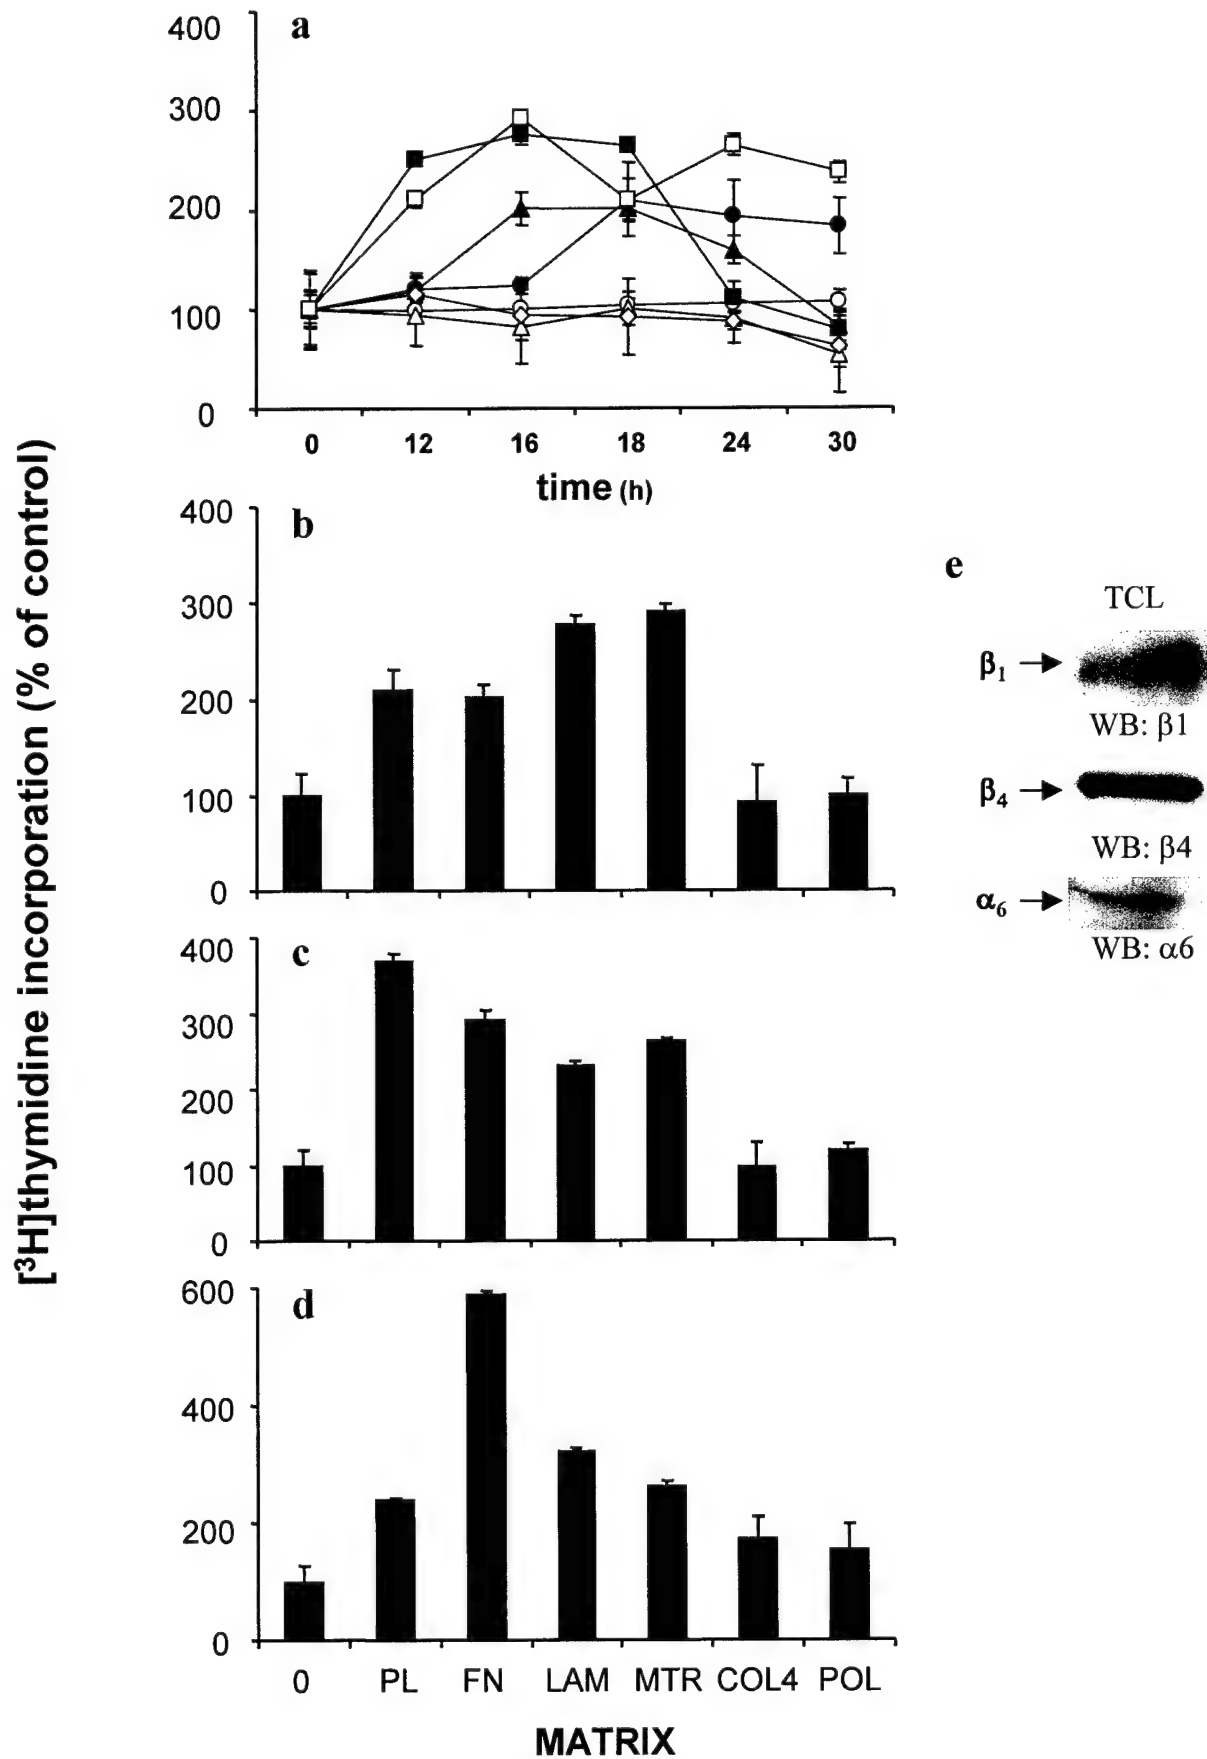 [³H]thymidine incorporation (% of control)
a
400
300
200
100
0
0 12 16 18 24 30
time (h)
b
400
300
200
100
0
c
400
300
200
100
0
d
600
400
200
0
0 PL FN LAM MTR COL4 POL
MATRIX
e
TCL
β₁
WB: β1
β₄
WB: β4
α₆
WB: α6